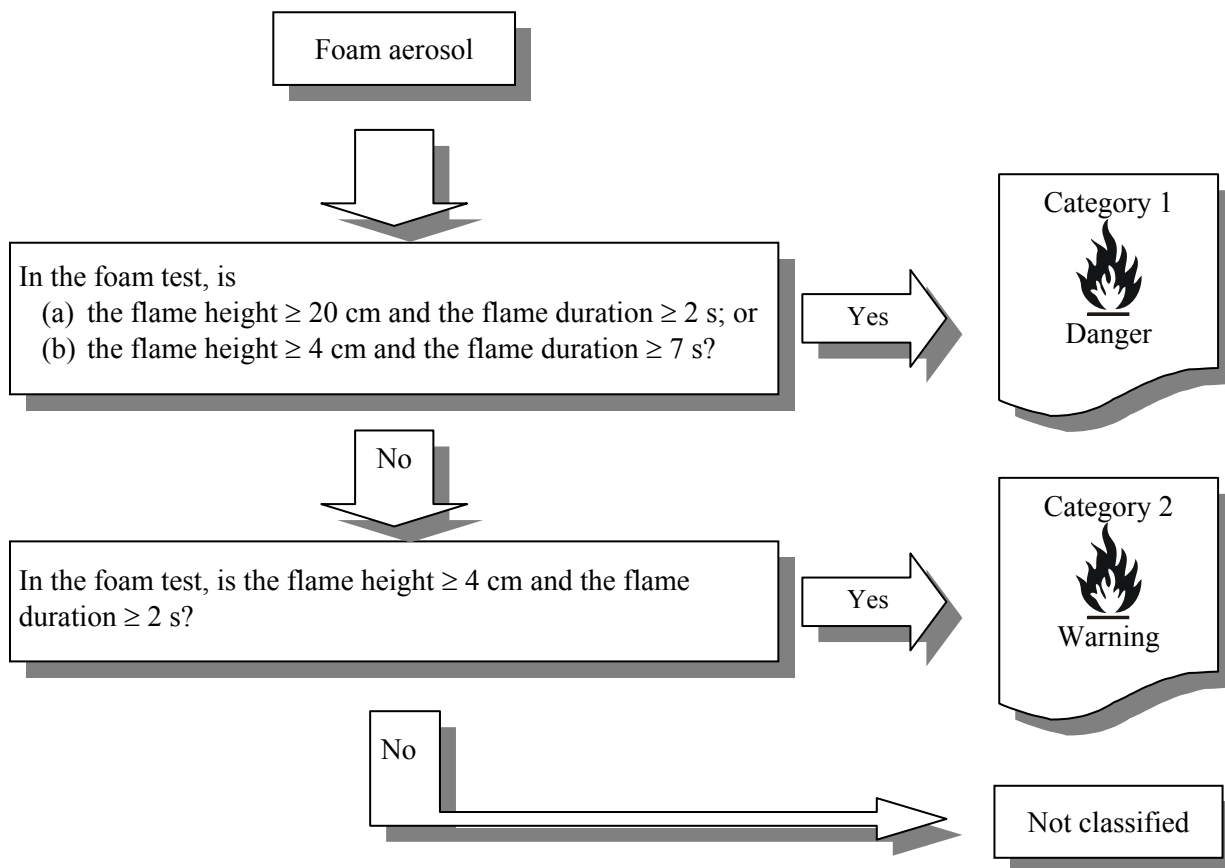 Foam aerosol
In the foam test, is
(a) the flame height ≥ 20 cm and the flame duration ≥ 2 s; or
(b) the flame height ≥ 4 cm and the flame duration ≥ 7 s?
Yes
Category 1
Danger
No
In the foam test, is the flame height ≥ 4 cm and the flame
duration ≥ 2 s?
Yes
Category 2
Warning
No
Not classified